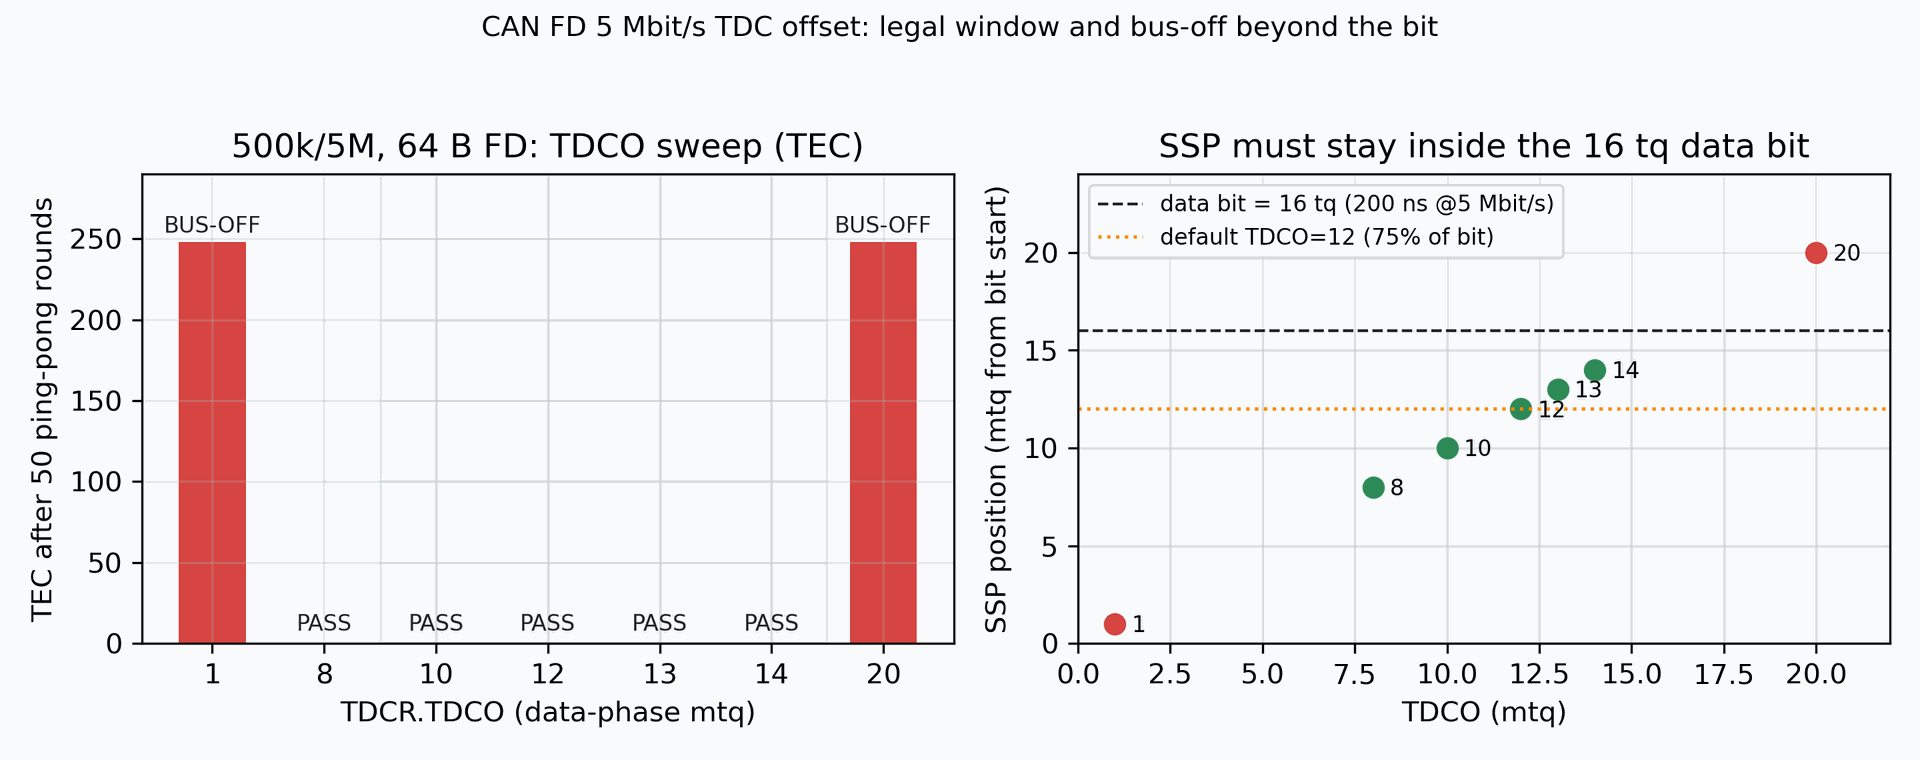 CAN FD 5 Mbit/s TDC offset: legal window and bus-off beyond the bit
500k/5M, 64 B FD: TDCO sweep (TEC)
TEC after 50 ping-pong rounds
250
200
150
100
50
0
BUS-OFF
PASS
PASS
PASS
PASS
PASS
BUS-OFF
1
8
10
12
13
14
20
TDCR.TDCO (data-phase mtq)
SSP must stay inside the 16 tq data bit
SSP position (mtq from bit start)
data bit = 16 tq (200 ns @5 Mbit/s)
default TDCO=12 (75% of bit)
20
15
10
5
0
1
8
10
12
13
14
20
0.0
2.5
5.0
7.5
10.0
12.5
15.0
17.5
20.0
TDCO (mtq)